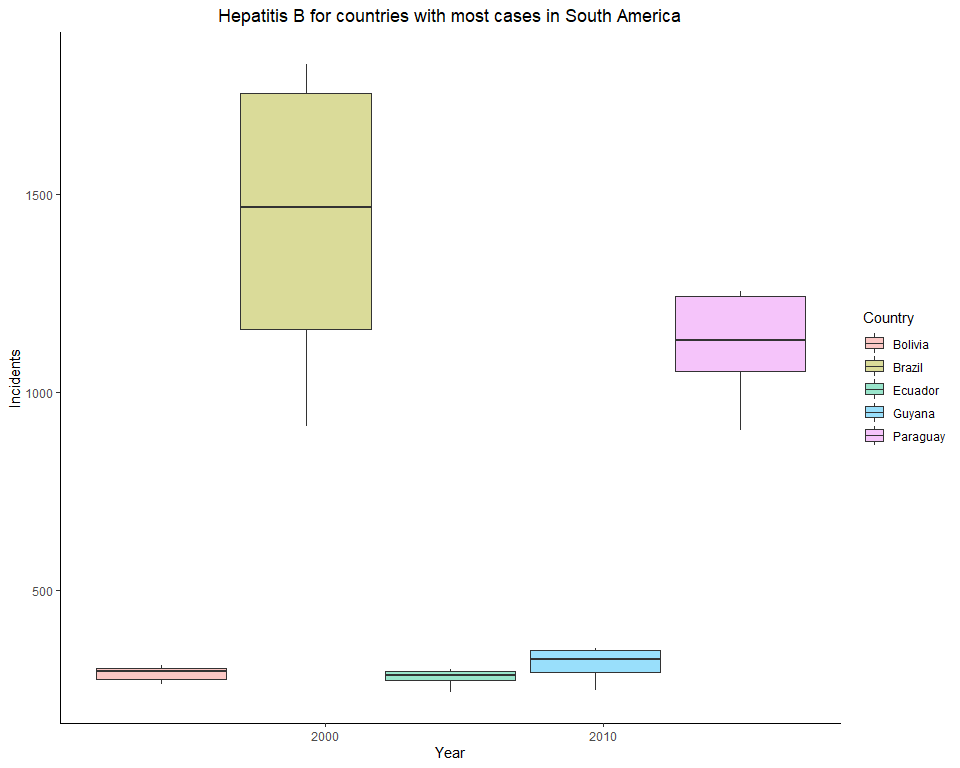 Hepatitis B for countries with most cases in South America
Incidents
1500
1000
500
2000
2010
Year
Country
Bolivia
Brazil
Ecuador
Guyana
Paraguay